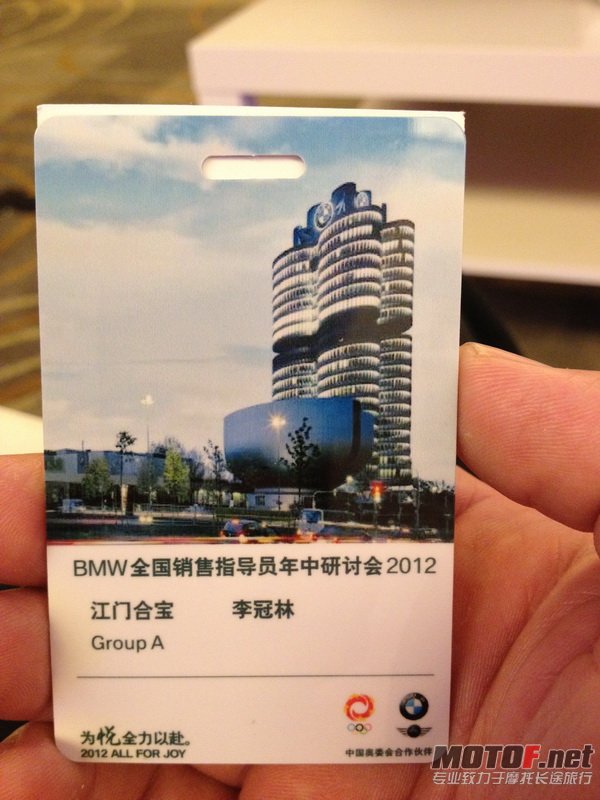 BMW全国销售指导员年中研讨会2012
江门合宝 李冠林
Group A
为悦全力以赴。
2012 ALL FOR JOY
中国奥委会合作伙伴
MOTOF.net
专业致力于摩托长途旅行